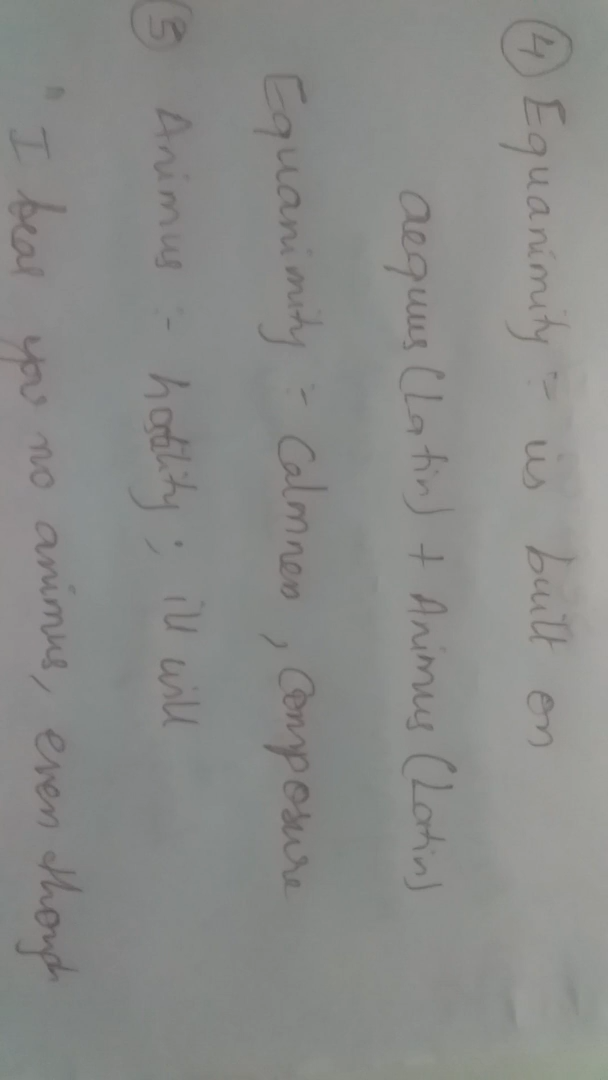 ④ Equanimity :- is built on
aequus (Latin) + Animus (Latin)
Equanimity :- Calmness, Composure
⑤ Animus :- hostility; ill will
" I bear you no animus, even though